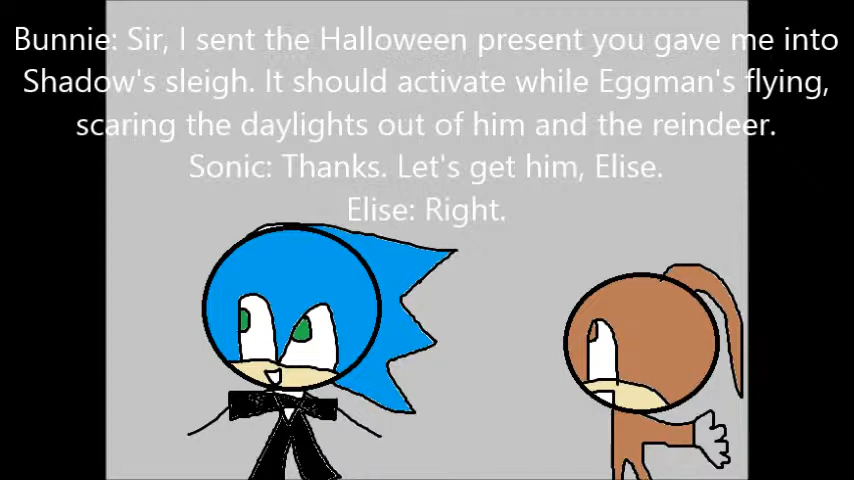 Bunnie: Sir, I sent the Halloween present you gave me into
Shadow's sleigh. It should activate while Eggman's flying,
scaring the daylights out of him and the reindeer.
Sonic: Thanks. Let's get him, Elise.
Elise: Right.